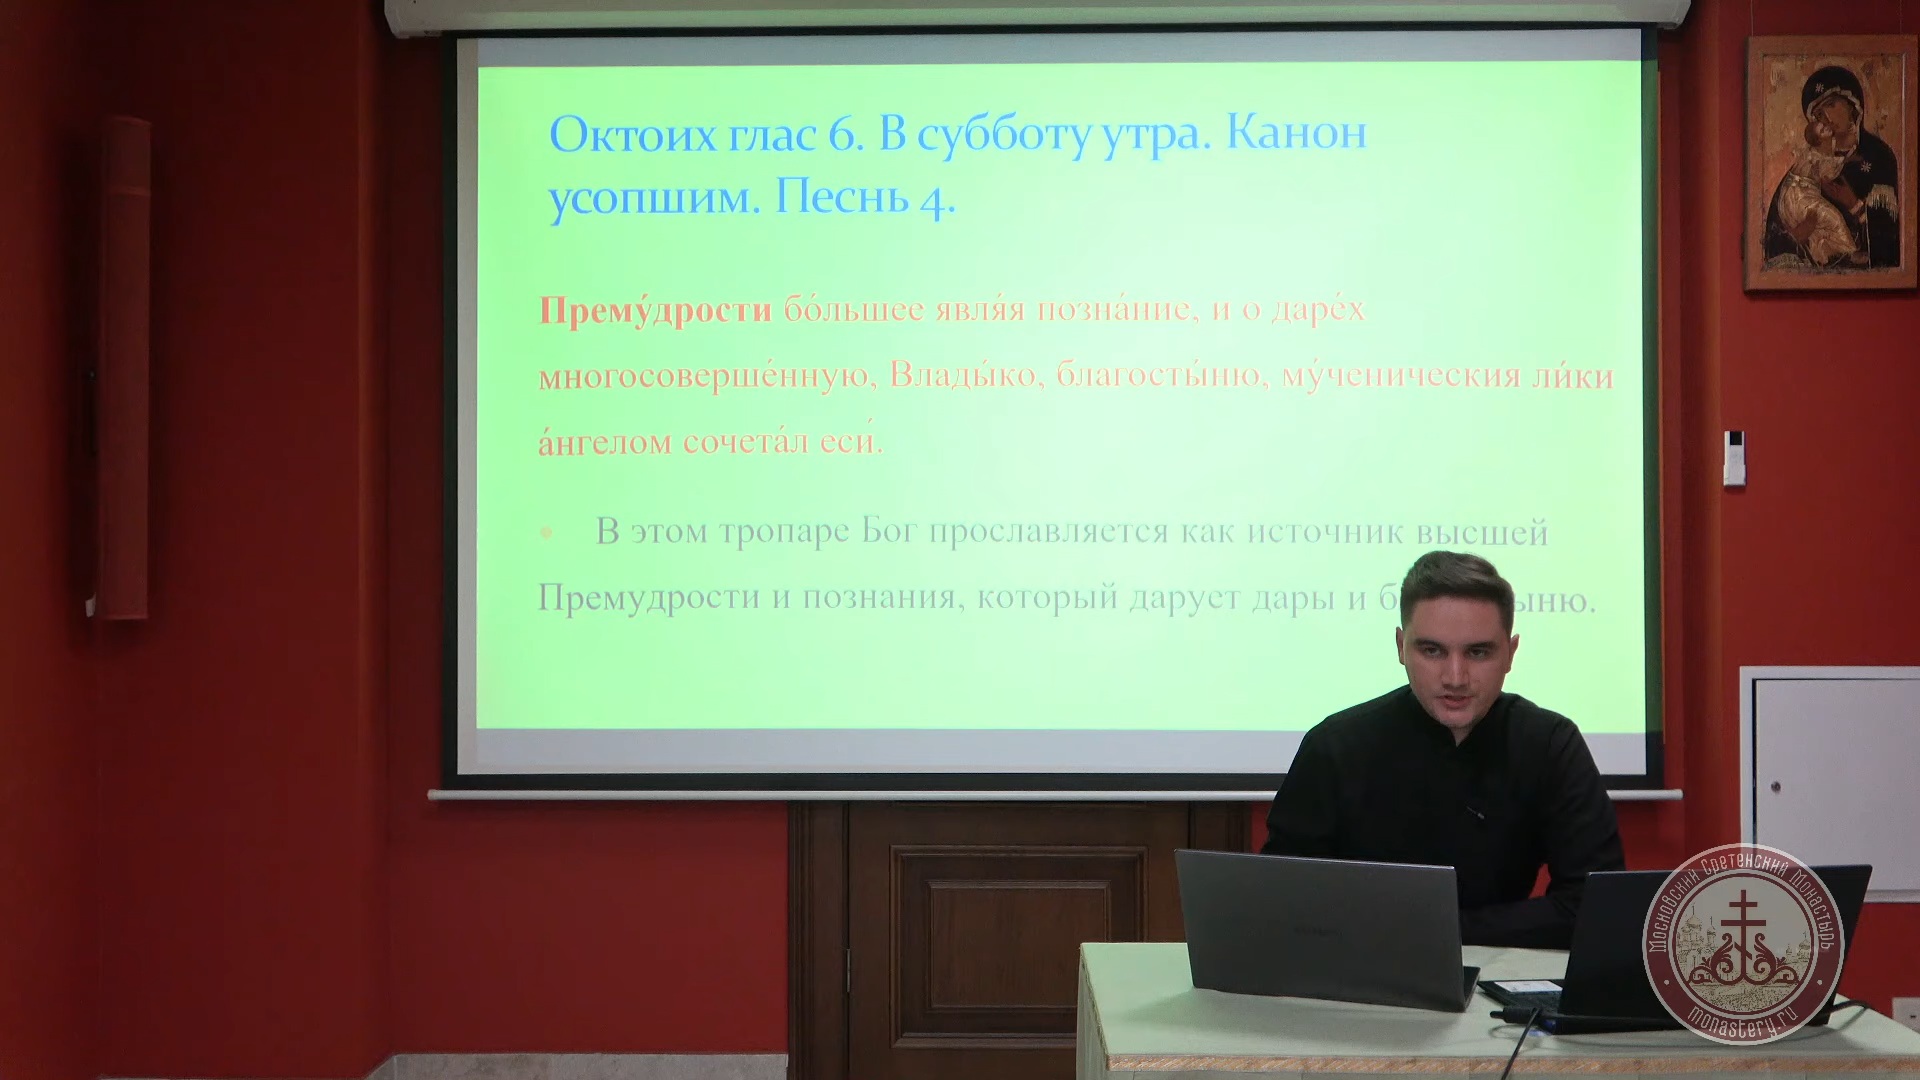 Октоих глас 6. В субботу утра. Канон
усопшим. Песнь 4.
Прему́дрости бо́льшее явля́я позна́ние, и о даре́х
многосоверше́нную, Влады́ко, благосты́ню, му́ченическия ли́ки
а́нгелом сочета́л еси́.
• В этом тропаре Бог прославляется как источник высшей
Премудрости и познания, который дарует дары и
Московский Сретенский Монастырь
monastery.ru